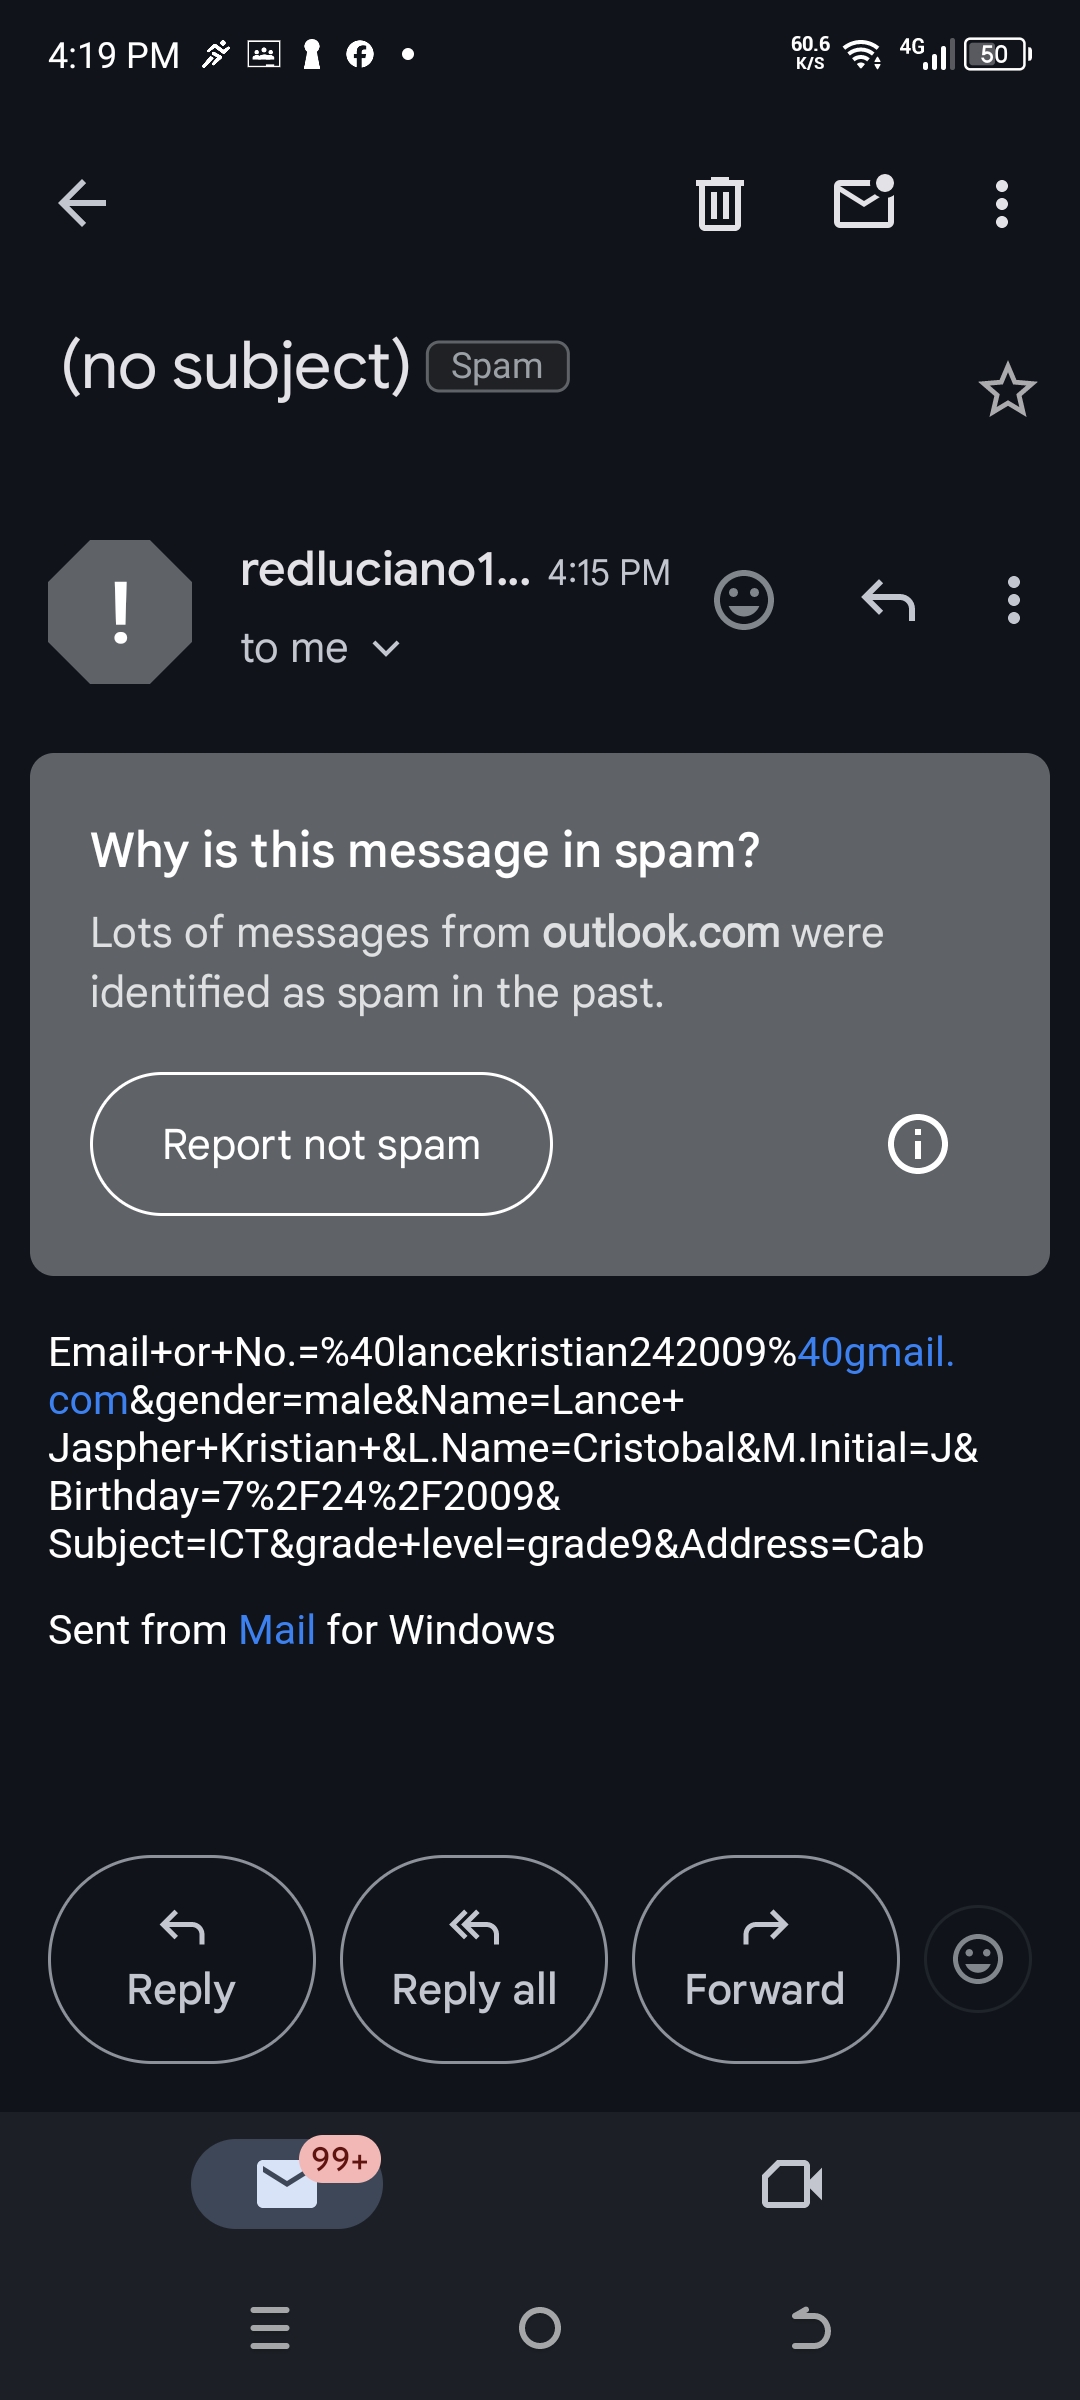 4:19 PM
60.6 K/S
4G
50
(no subject) Spam
redluciano1... 4:15 PM
to me
Why is this message in spam?
Lots of messages from outlook.com were
identified as spam in the past.
Report not spam
Email+or+No.=%40lancekristian242009%40gmail.
com&gender=male&Name=Lance+
Jaspher+Kristian+&L.Name=Cristobal&M.Initial=J&
Birthday=7%2F24%2F2009&
Subject=ICT&grade+level=grade9&Address=Cab
Sent from Mail for Windows
Reply
Reply all
Forward
99+